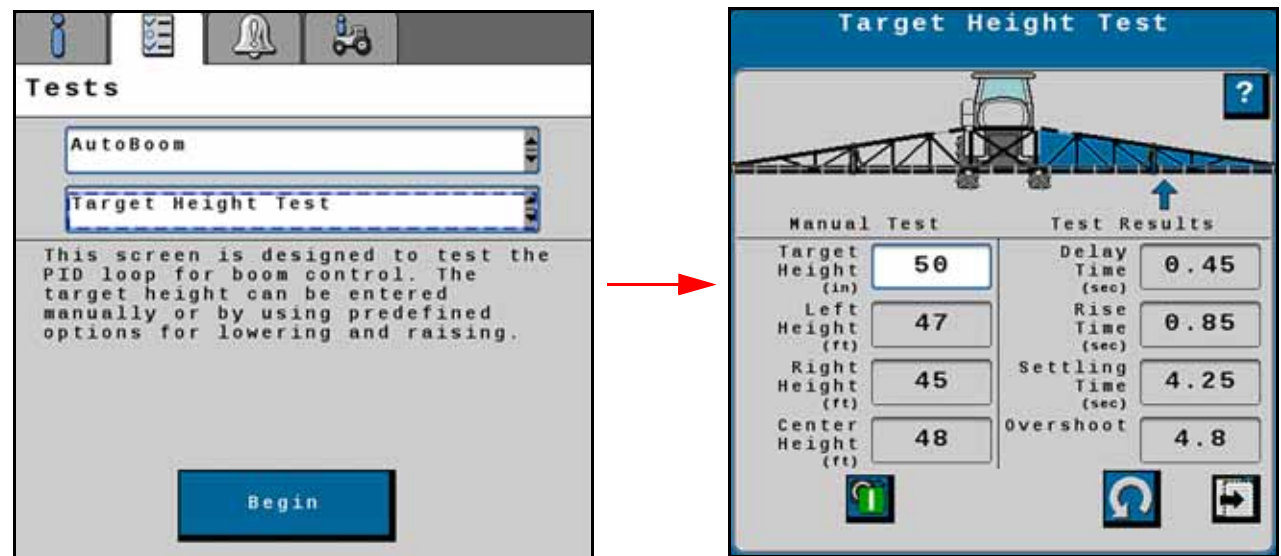 Tests
AutoBoom
Target Height Test
This screen is designed to test the
PID loop for boom control. The
target height can be entered
manually or by using predefined
options for lowering and raising.
Begin
Target Height Test
?
Manual Test
Target
Height
(in)
50
Left
Height
(ft)
47
Right
Height
(ft)
45
Center
Height
(ft)
48
Test Results
Delay
Time
(sec)
0.45
Rise
Time
(sec)
0.85
Settling
Time
(sec)
4.25
Overshoot
4.8